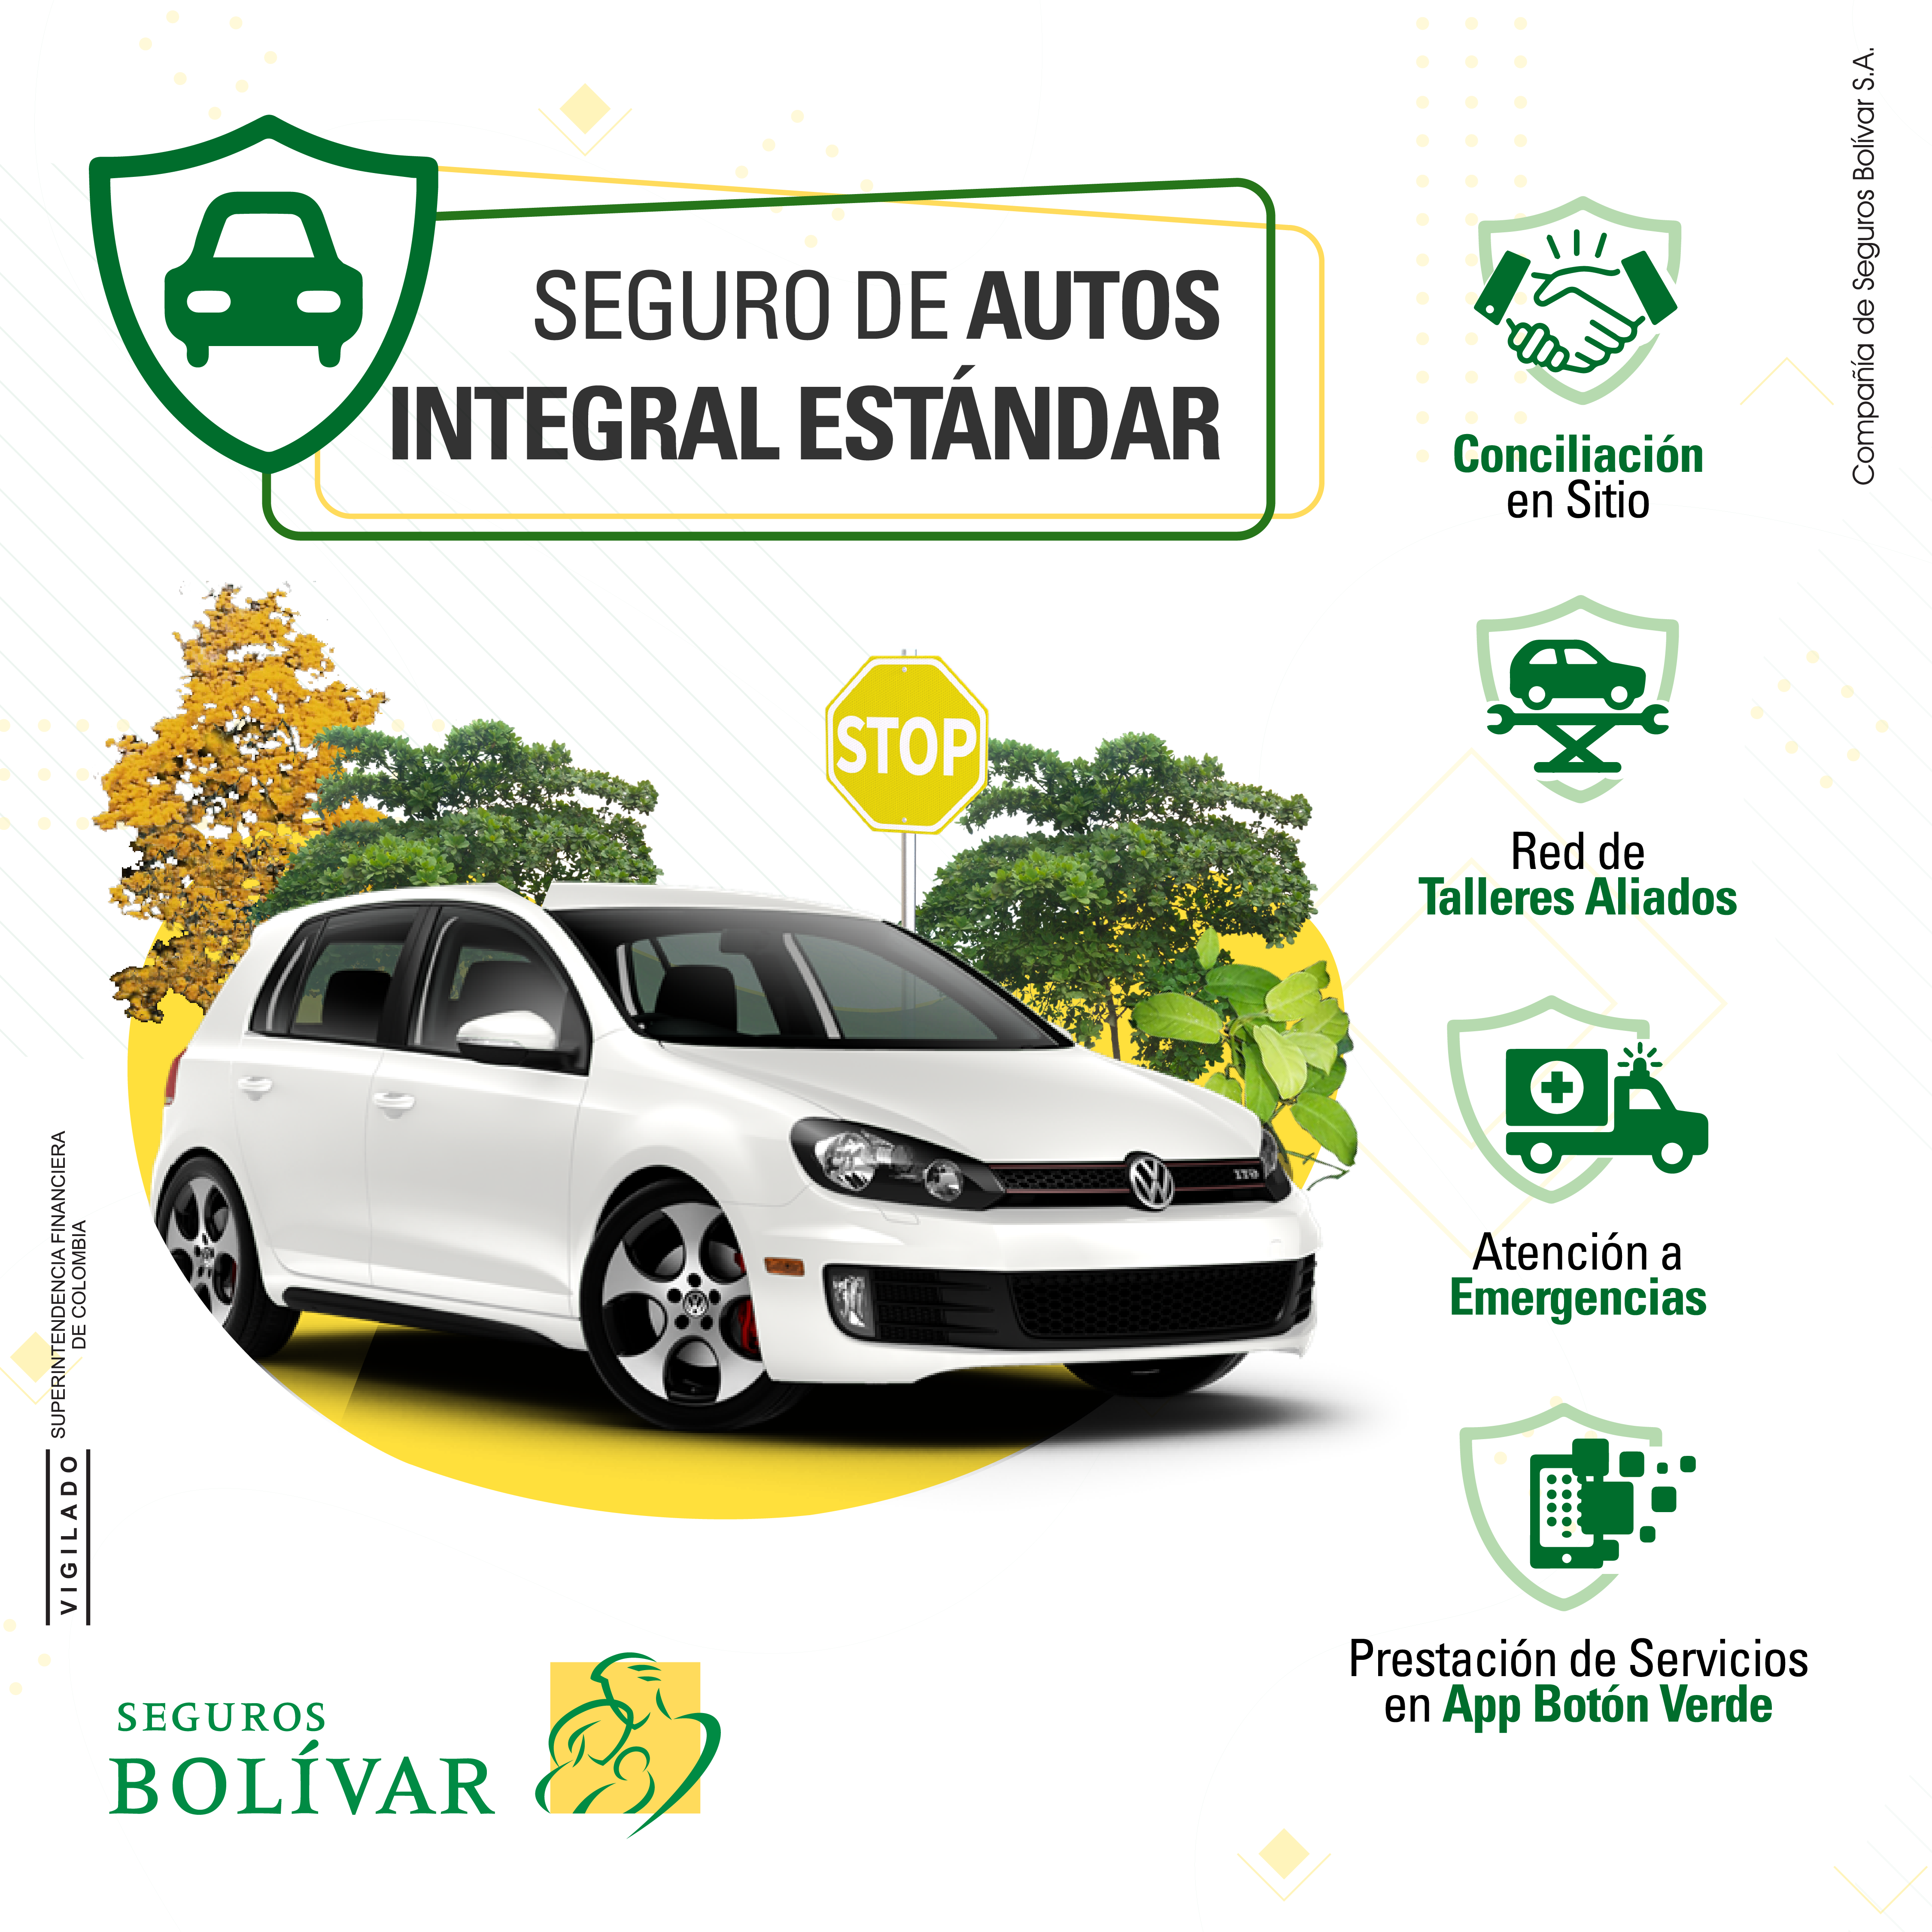 SEGURO DE AUTOS
INTEGRAL ESTÁNDAR
Compañía de Seguros Bolívar S.A.
Conciliación
en Sitio
STOP
Red de
Talleres Aliados
Atención a
Emergencias
Prestación de Servicios
en App Botón Verde
VIGILADO
SUPERINTENDENCIA FINANCIERA
DE COLOMBIA
SEGUROS
BOLÍVAR